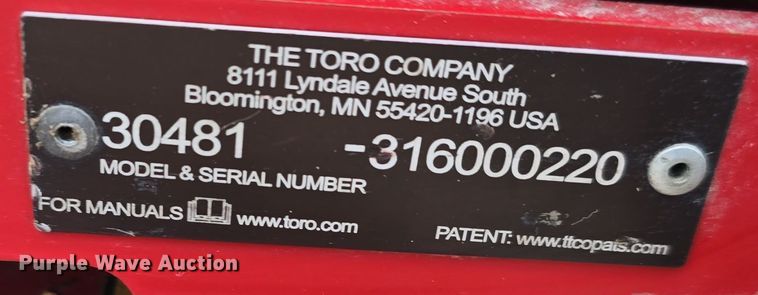 THE TORO COMPANY
8111 Lyndale Avenue South
Bloomington, MN 55420-1196 USA
30481 -316000220
MODEL & SERIAL NUMBER
FOR MANUALS www.toro.com
PATENT: www.ttcopats.com
Purple Wave Auction